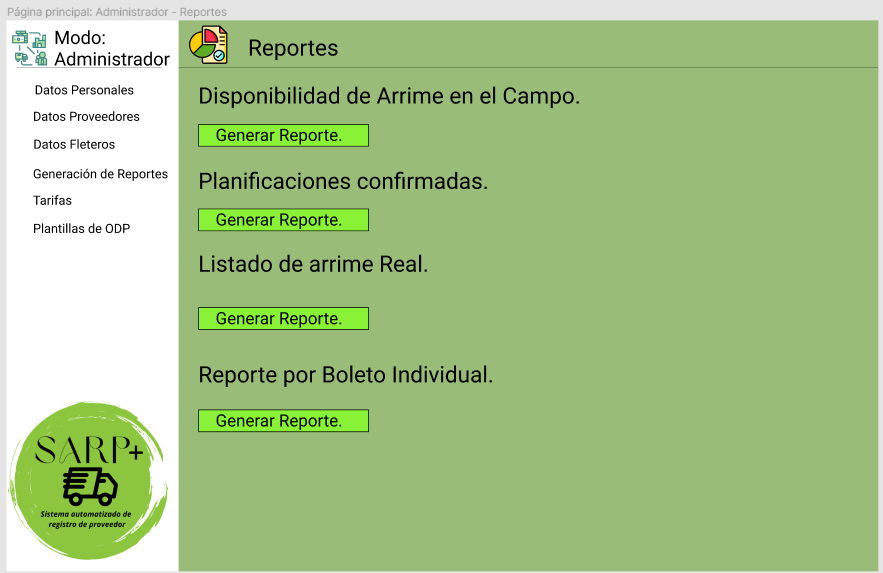 Página principal: Administrador - Reportes
Modo:
Administrador
Datos Personales
Datos Proveedores
Datos Fleteros
Generación de Reportes
Tarifas
Plantillas de ODP
SARP+
Sistema automatizado de
registro de proveedor
Reportes
Disponibilidad de Arrime en el Campo.
Generar Reporte.
Planificaciones confirmadas.
Generar Reporte.
Listado de arrime Real.
Generar Reporte.
Reporte por Boleto Individual.
Generar Reporte.